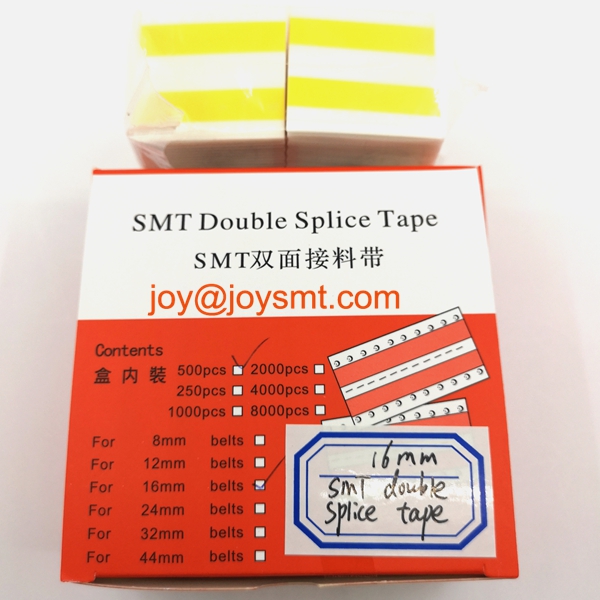 SMT Double Splice Tape
SMT双面接料带
joy@joysmt.com
Contents
盒内裝
500pcs 2000pcs
250pcs 4000pcs
1000pcs 8000pcs
For 8mm belts
For 12mm belts
For 16mm belts
For 24mm belts
For 32mm belts
For 44mm belts
16mm
smt double
splice tape